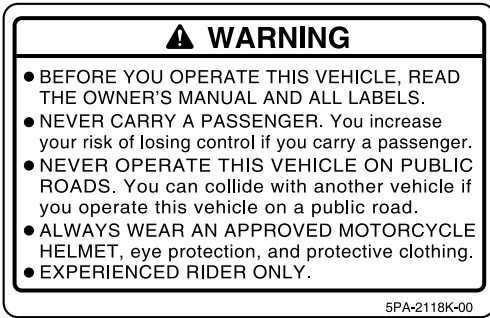 WARNING
● BEFORE YOU OPERATE THIS VEHICLE, READ
THE OWNER'S MANUAL AND ALL LABELS.
● NEVER CARRY A PASSENGER. You increase
your risk of losing control if you carry a passenger.
● NEVER OPERATE THIS VEHICLE ON PUBLIC
ROADS. You can collide with another vehicle if
you operate this vehicle on a public road.
● ALWAYS WEAR AN APPROVED MOTORCYCLE
HELMET, eye protection, and protective clothing.
● EXPERIENCED RIDER ONLY.
5PA-2118K-00